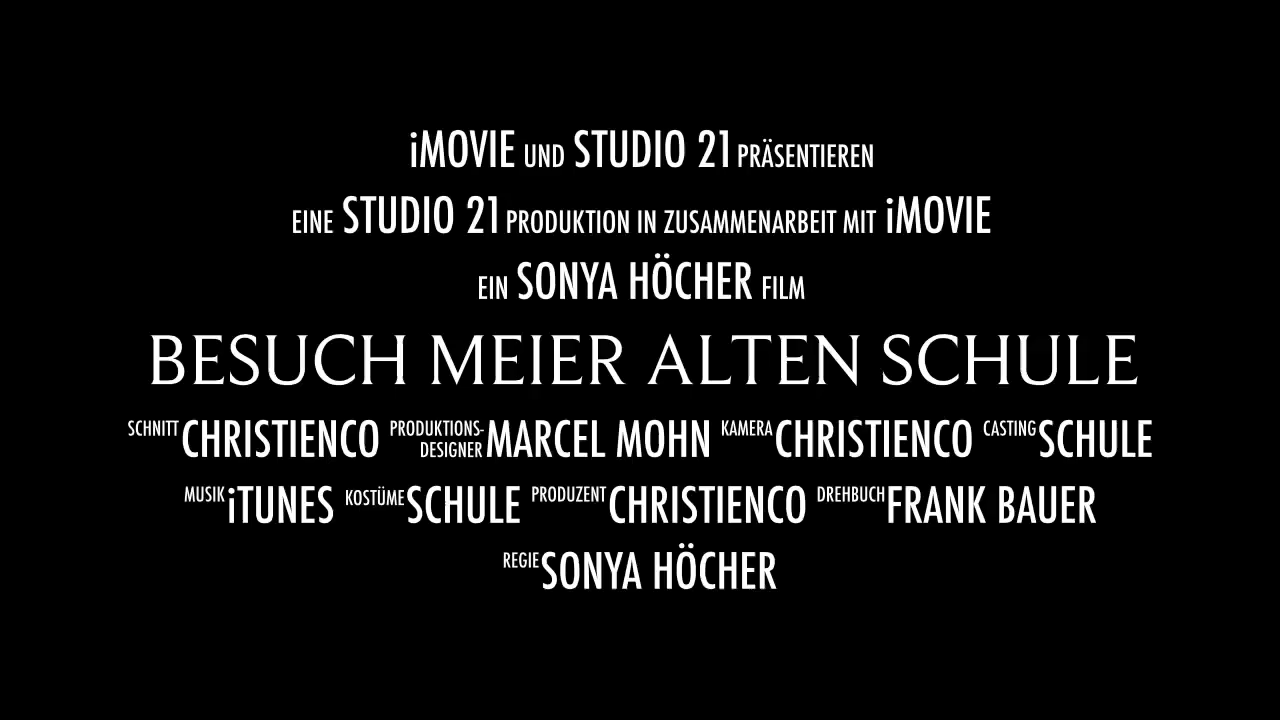 iMOVIE UND STUDIO 21 PRÄSENTIEREN
EINE STUDIO 21 PRODUKTION IN ZUSAMMENARBEIT MIT iMOVIE
EIN SONYA HÖCHER FILM
BESUCH MEIER ALTEN SCHULE
SCHNITT CHRISTIENCO PRODUKTIONS-DESIGNER MARCEL MOHN KAMERA CHRISTIENCO CASTING SCHULE
MUSIK iTUNES KOSTÜME SCHULE PRODUZENT CHRISTIENCO DREHBUCH FRANK BAUER
REGIE SONYA HÖCHER